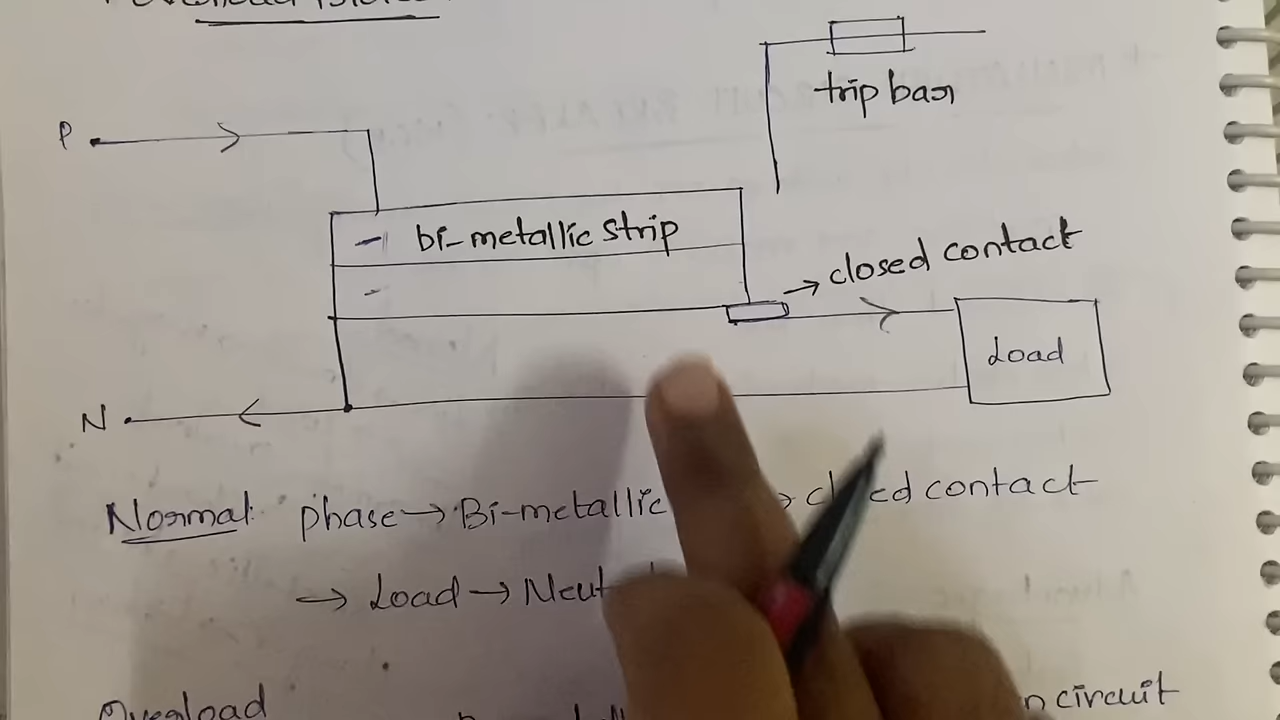 trip bar
P
bi-metallic strip
→ closed contact
Load
N
Normal: phase → Bi-metallic → closed contact
→ Load → Neut
Overload
n circuit